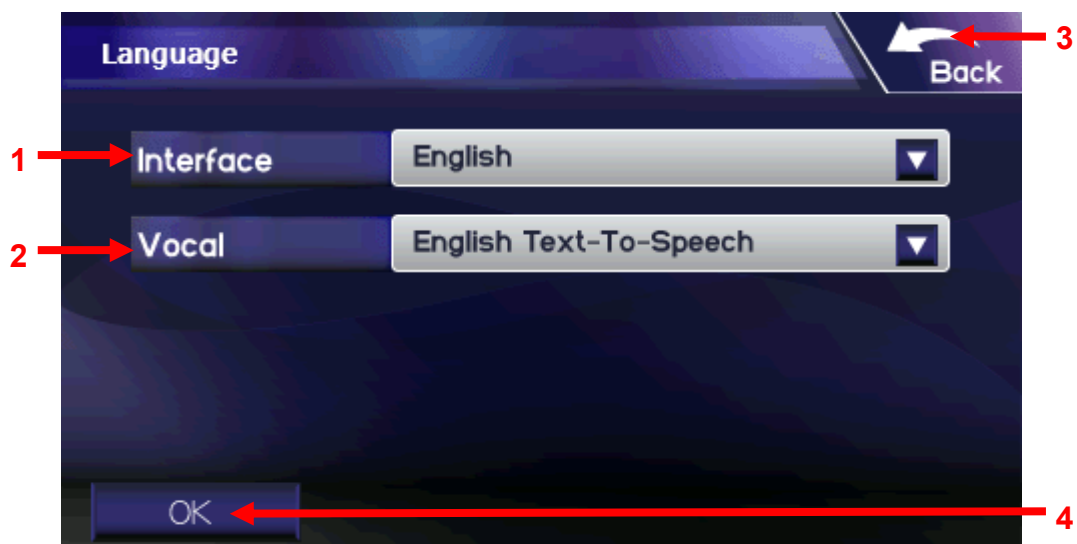 Language
Back
3
1
Interface
English
2
Vocal
English Text-To-Speech
OK
4